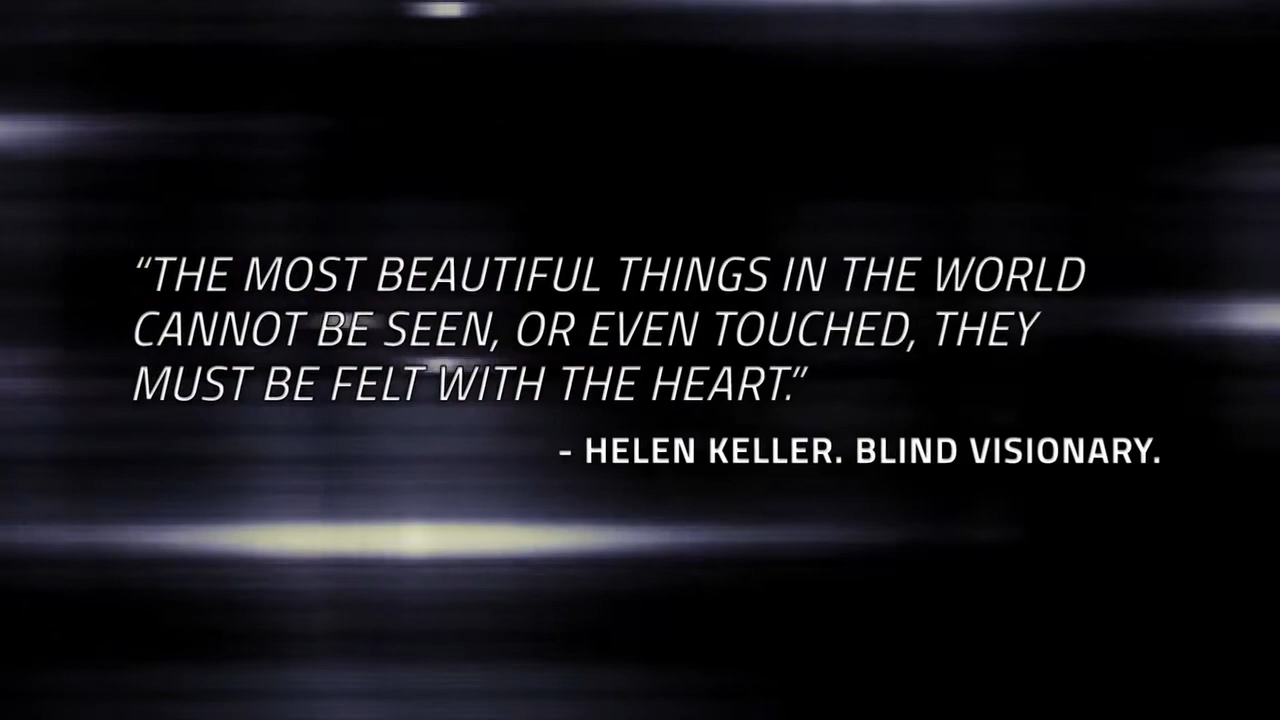 “THE MOST BEAUTIFUL THINGS IN THE WORLD
CANNOT BE SEEN, OR EVEN TOUCHED, THEY
MUST BE FELT WITH THE HEART.”
- HELEN KELLER. BLIND VISIONARY.